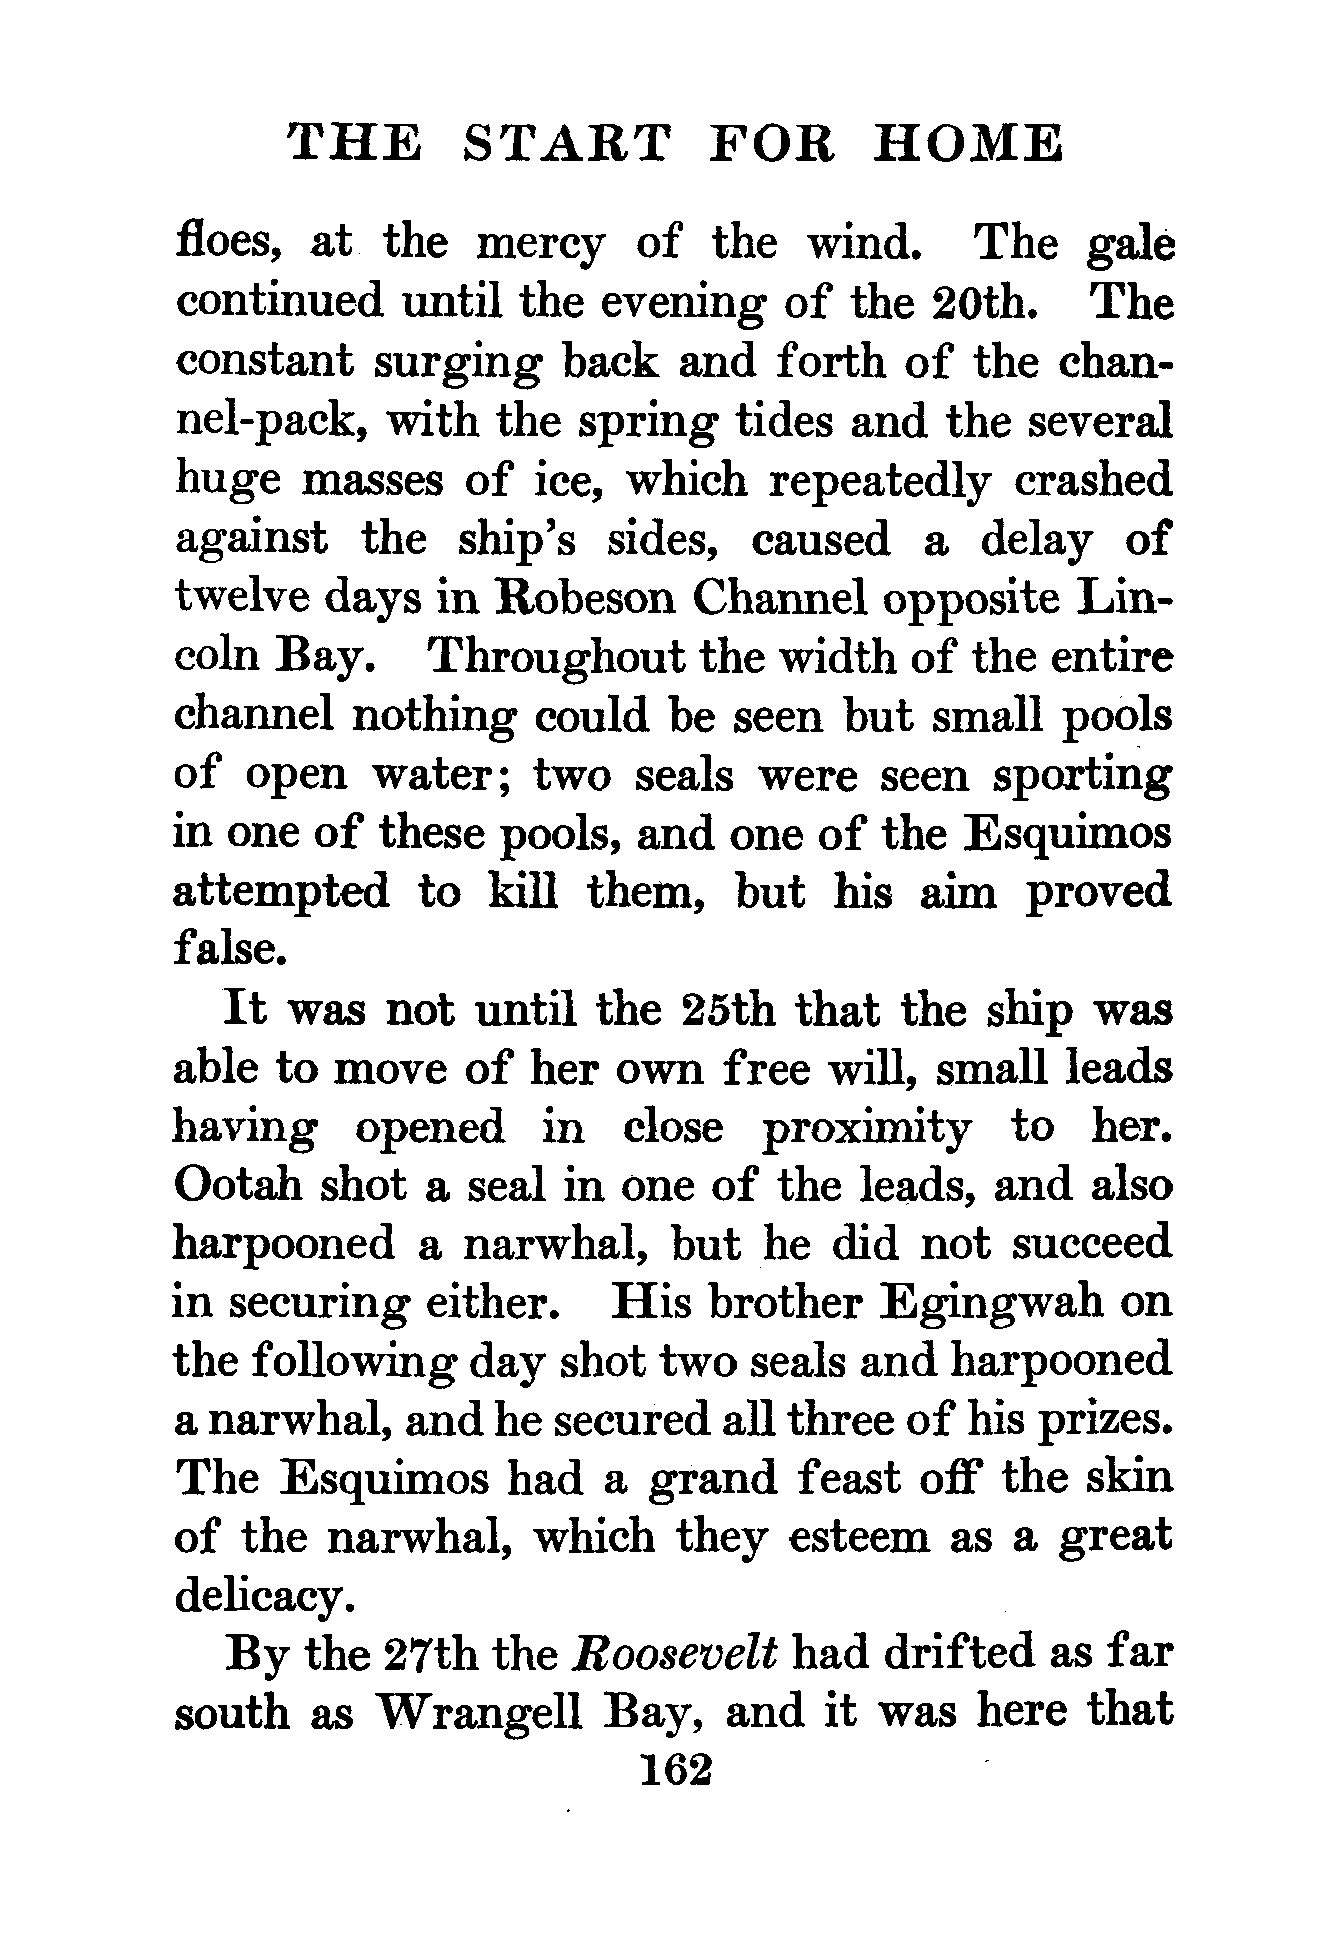 THE START FOR HOME
floes, at the mercy of the wind. The gale
continued until the evening of the 20th. The
constant surging back and forth of the chan-
nel-pack, with the spring tides and the several
huge masses of ice, which repeatedly crashed
against the ship's sides, caused a delay of
twelve days in Robeson Channel opposite Lin-
coln Bay. Throughout the width of the entire
channel nothing could be seen but small pools
of open water; two seals were seen sporting
in one of these pools, and one of the Esquimos
attempted to kill them, but his aim proved
false.
It was not until the 25th that the ship was
able to move of her own free will, small leads
having opened in close proximity to her.
Ootah shot a seal in one of the leads, and also
harpooned a narwhal, but he did not succeed
in securing either. His brother Egingwah on
the following day shot two seals and harpooned
a narwhal, and he secured all three of his prizes.
The Esquimos had a grand feast off the skin
of the narwhal, which they esteem as a great
delicacy.
By the 27th the Roosevelt had drifted as far
south as Wrangell Bay, and it was here that
162